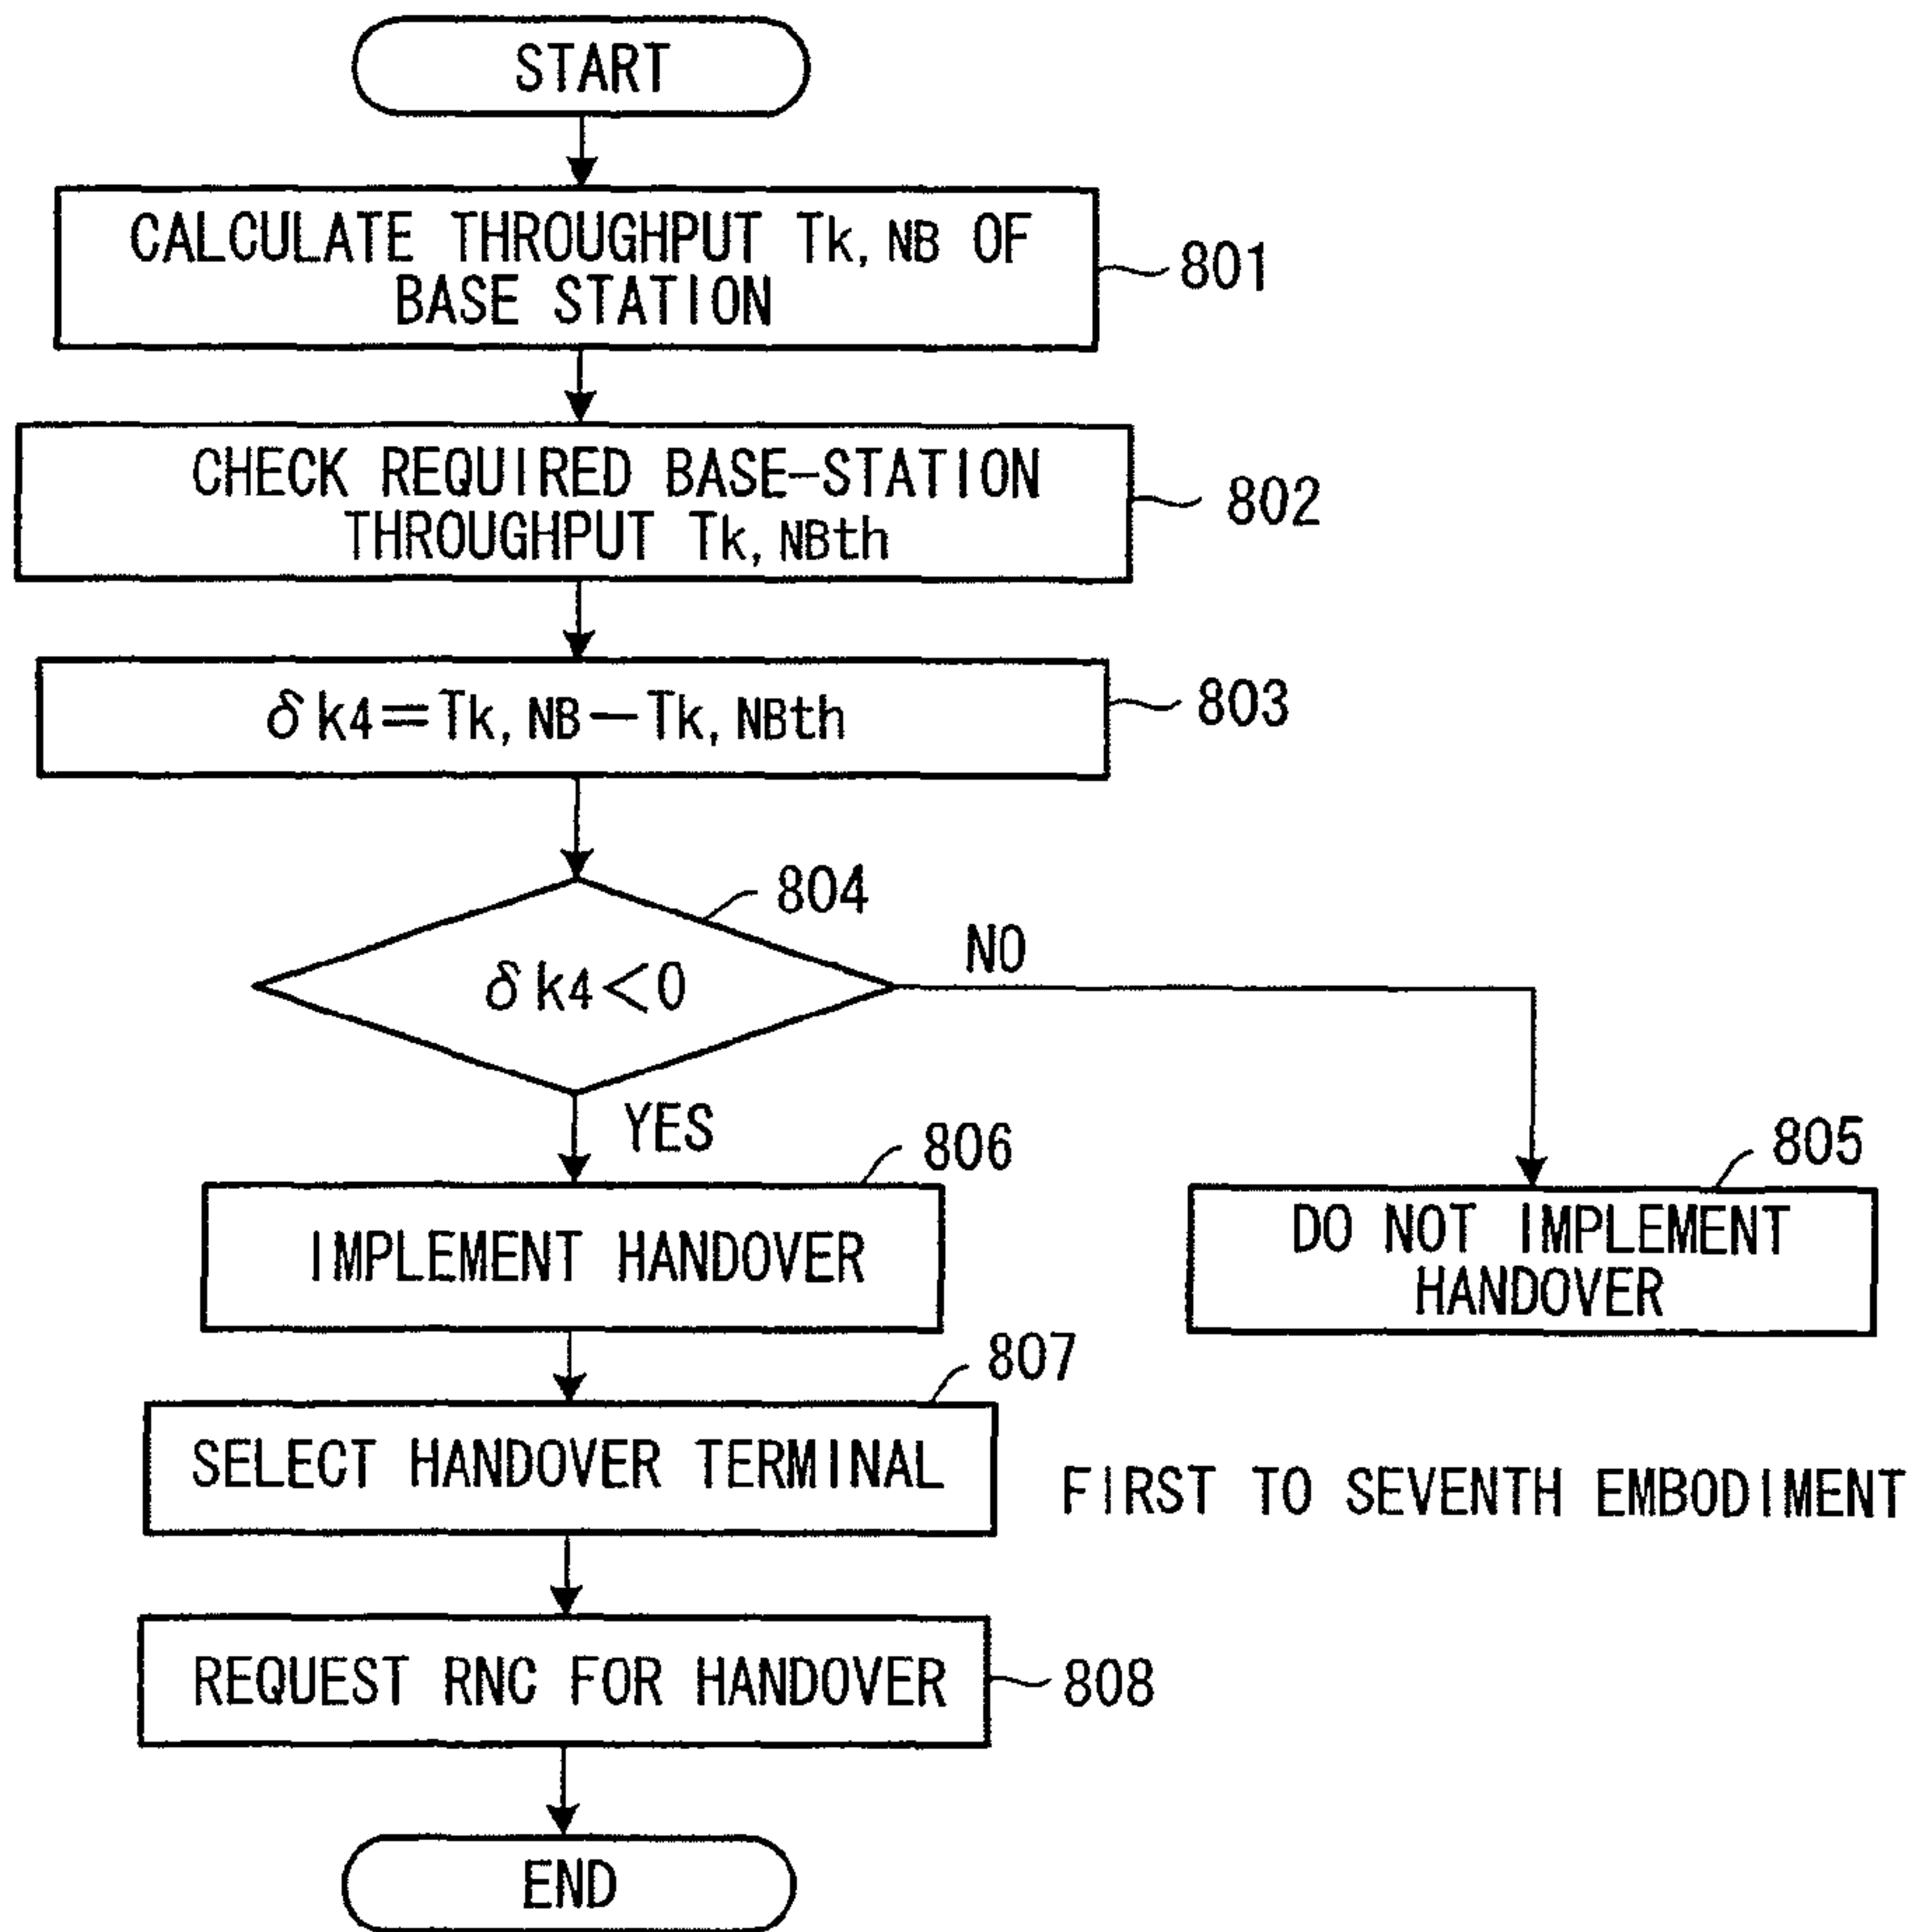 START
CALCULATE THROUGHPUT Tk, NB OF
BASE STATION
801
CHECK REQUIRED BASE-STATION
THROUGHPUT Tk, NBth
802
δk4=Tk, NB-Tk, NBth
803
804
δk4<0
NO
YES
806
805
IMPLEMENT HANDOVER
DO NOT IMPLEMENT
HANDOVER
807
SELECT HANDOVER TERMINAL
FIRST TO SEVENTH EMBODIMENT
REQUEST RNC FOR HANDOVER
808
END